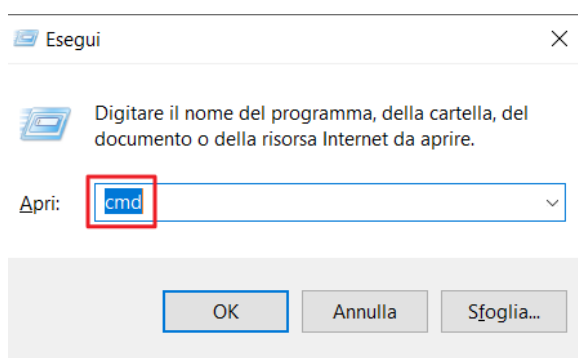 Esegui
Digitare il nome del programma, della cartella, del
documento o della risorsa Internet da aprire.
Apri: cmd
OK Annulla Sfoglia...